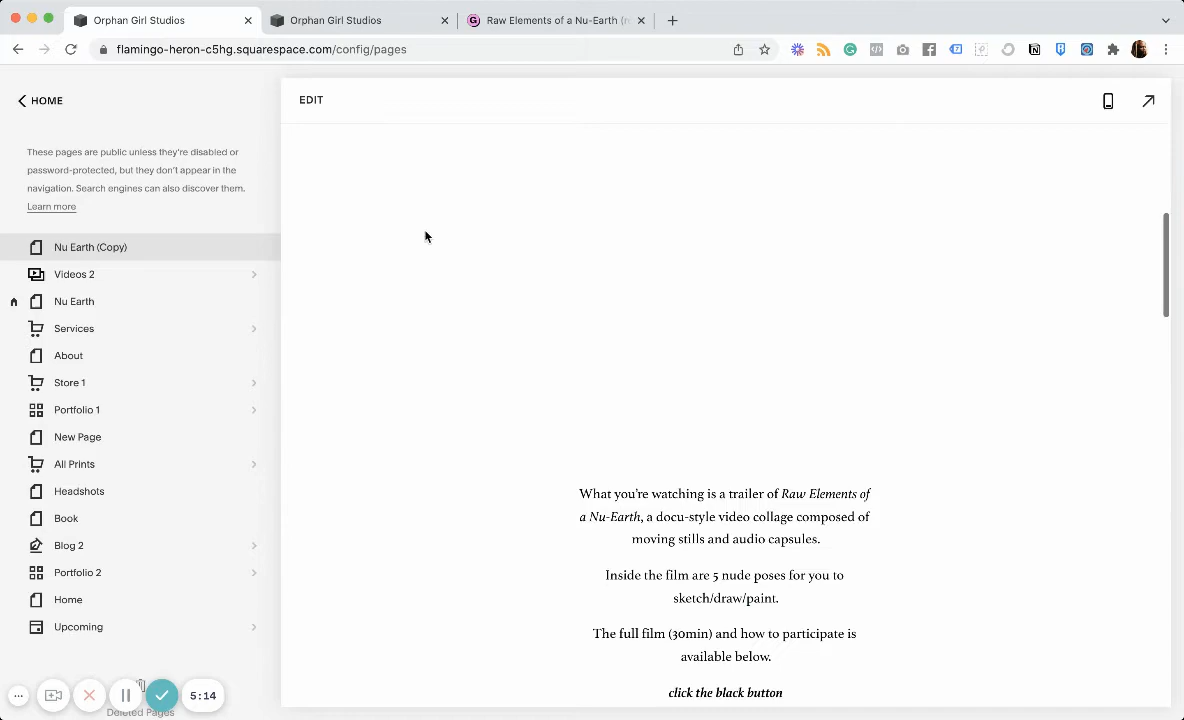 Orphan Girl Studios
Orphan Girl Studios
Raw Elements of a Nu-Earth (r
flamingo-heron-c5hg.squarespace.com/config/pages
HOME
EDIT
These pages are public unless they're disabled or
password-protected, but they don't appear in the
navigation. Search engines can also discover them.
Learn more
Nu Earth (Copy)
Videos 2
Nu Earth
Services
About
Store 1
Portfolio 1
New Page
All Prints
Headshots
Book
Blog 2
Portfolio 2
Home
Upcoming
Deleted Pages
5:14
What you're watching is a trailer of Raw Elements of
a Nu-Earth, a docu-style video collage composed of
moving stills and audio capsules.
Inside the film are 5 nude poses for you to
sketch/draw/paint.
The full film (30min) and how to participate is
available below.
click the black button